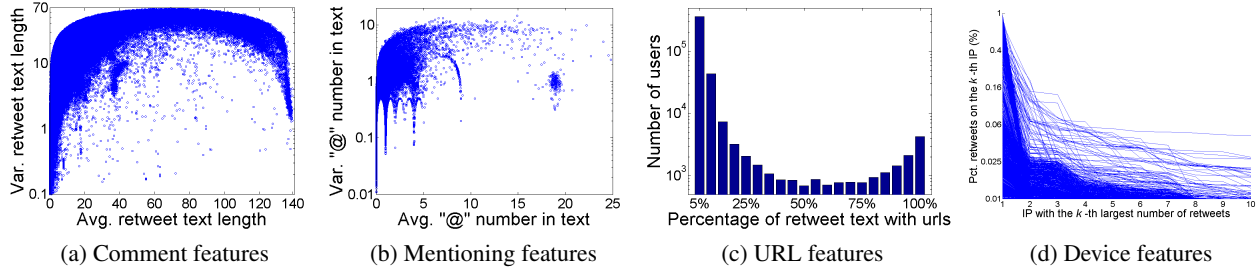 Var. retweet text length
70
10
1
0.1
0 20 40 60 80 100 120 140
Avg. retweet text length
(a) Comment features
Var. "@" number in text
10
1
0.1
0.01
0 5 10 15 20 25
Avg. "@" number in text
(b) Mentioning features
Number of users
10^5
10^4
10^3
5% 25% 50% 75% 100%
Percentage of retweet text with urls
(c) URL features
Pct. retweets on the k -th IP (%)
1
0.4
0.16
0.06
0.025
0.01
1 2 3 4 5 6 7 8 9 10
IP with the k -th largest number of retweets
(d) Device features